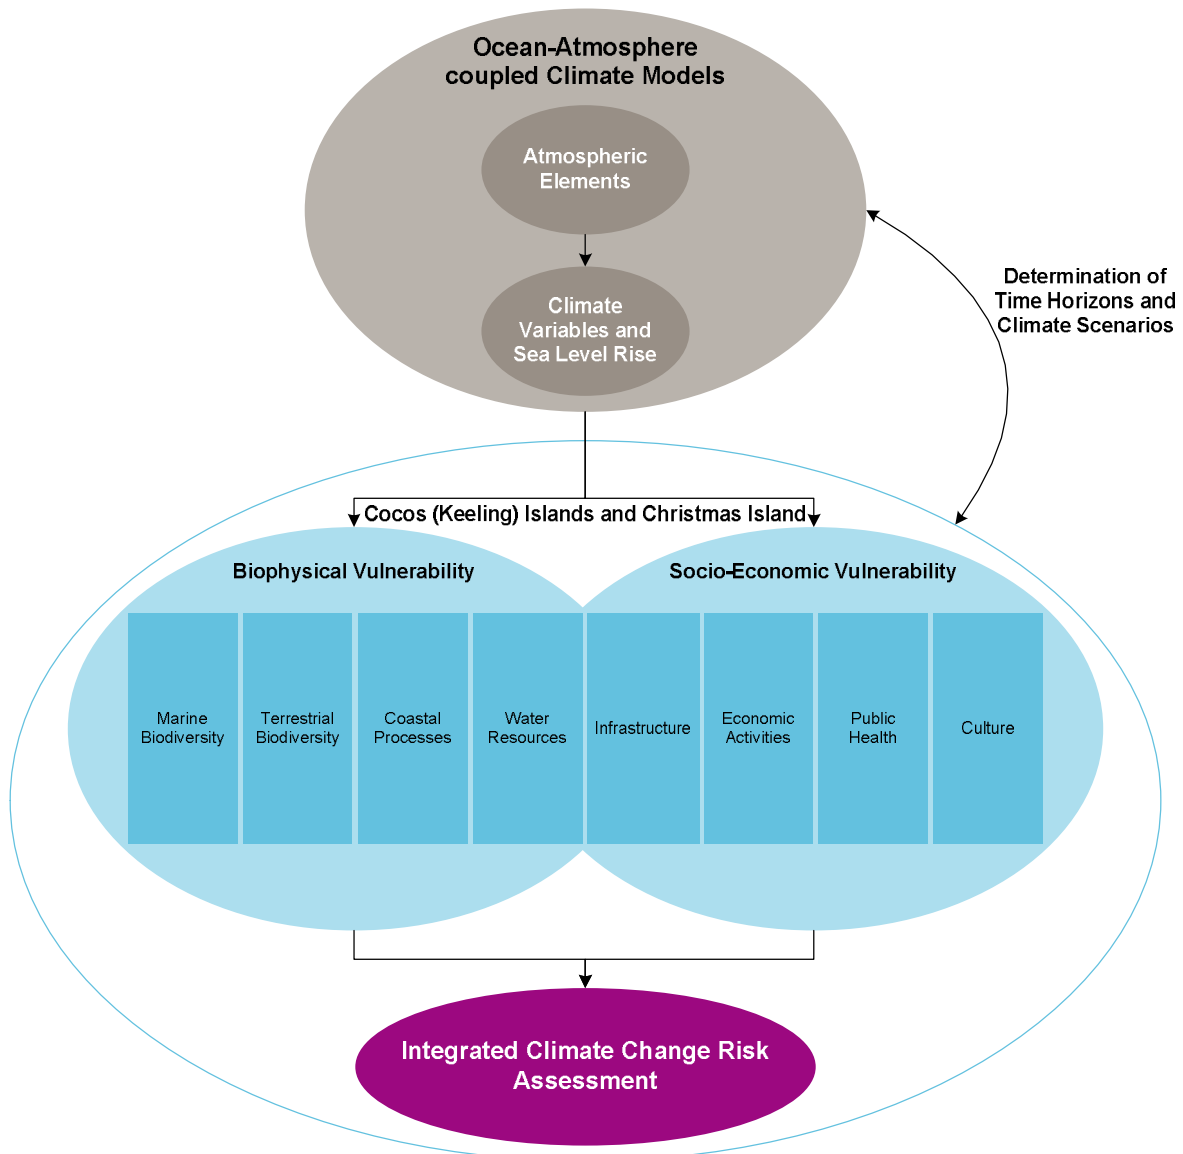 Ocean-Atmosphere
coupled Climate Models
Atmospheric
Elements
Climate
Variables and
Sea Level Rise
Determination of
Time Horizons and
Climate Scenarios
Cocos (Keeling) Islands and Christmas Island
Biophysical Vulnerability
Socio-Economic Vulnerability
Marine
Biodiversity
Terrestrial
Biodiversity
Coastal
Processes
Water
Resources
Infrastructure
Economic
Activities
Public
Health
Culture
Integrated Climate Change Risk
Assessment